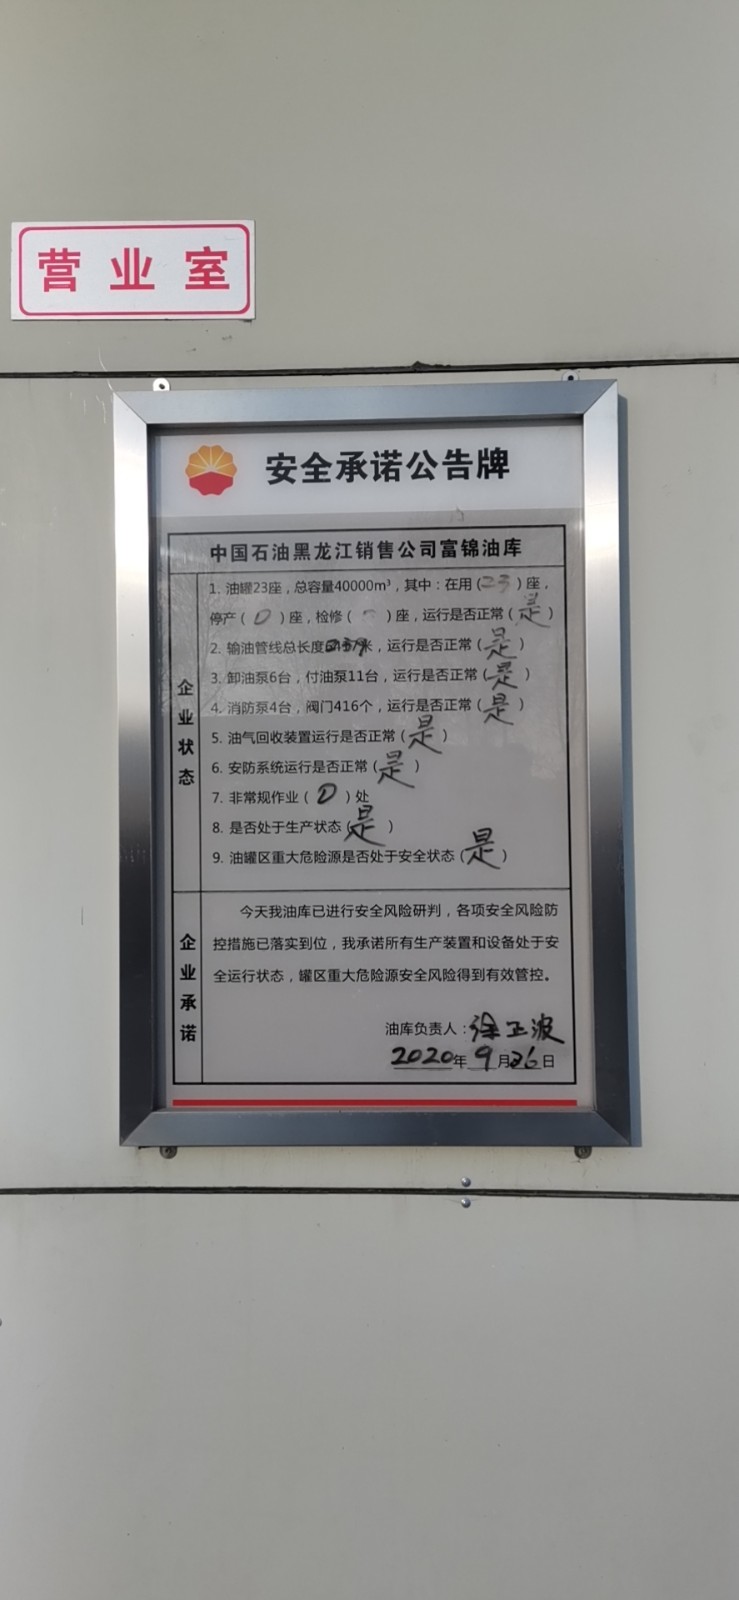 营业室
安全承诺公告牌
中国石油黑龙江销售公司富锦油库
企业状态
1. 油罐23座，总容量40000m³，其中：在用（23）座，
停产（0）座，检修（ ）座，运行是否正常（是）
2. 输油管线总长度 米，运行是否正常（是）
3. 卸油泵6台，付油泵11台，运行是否正常（是）
4. 消防泵4台，阀门416个，运行是否正常（是）
5. 油气回收装置运行是否正常（是）
6. 安防系统运行是否正常（是）
7. 非常规作业（0）处
8. 是否处于生产状态（是）
9. 油罐区重大危险源是否处于安全状态（是）
企业承诺
今天我油库已进行安全风险研判，各项安全风险防
控措施已落实到位，我承诺所有生产装置和设备处于安
全运行状态，罐区重大危险源安全风险得到有效管控。
油库负责人：徐正波
2020年9月26日